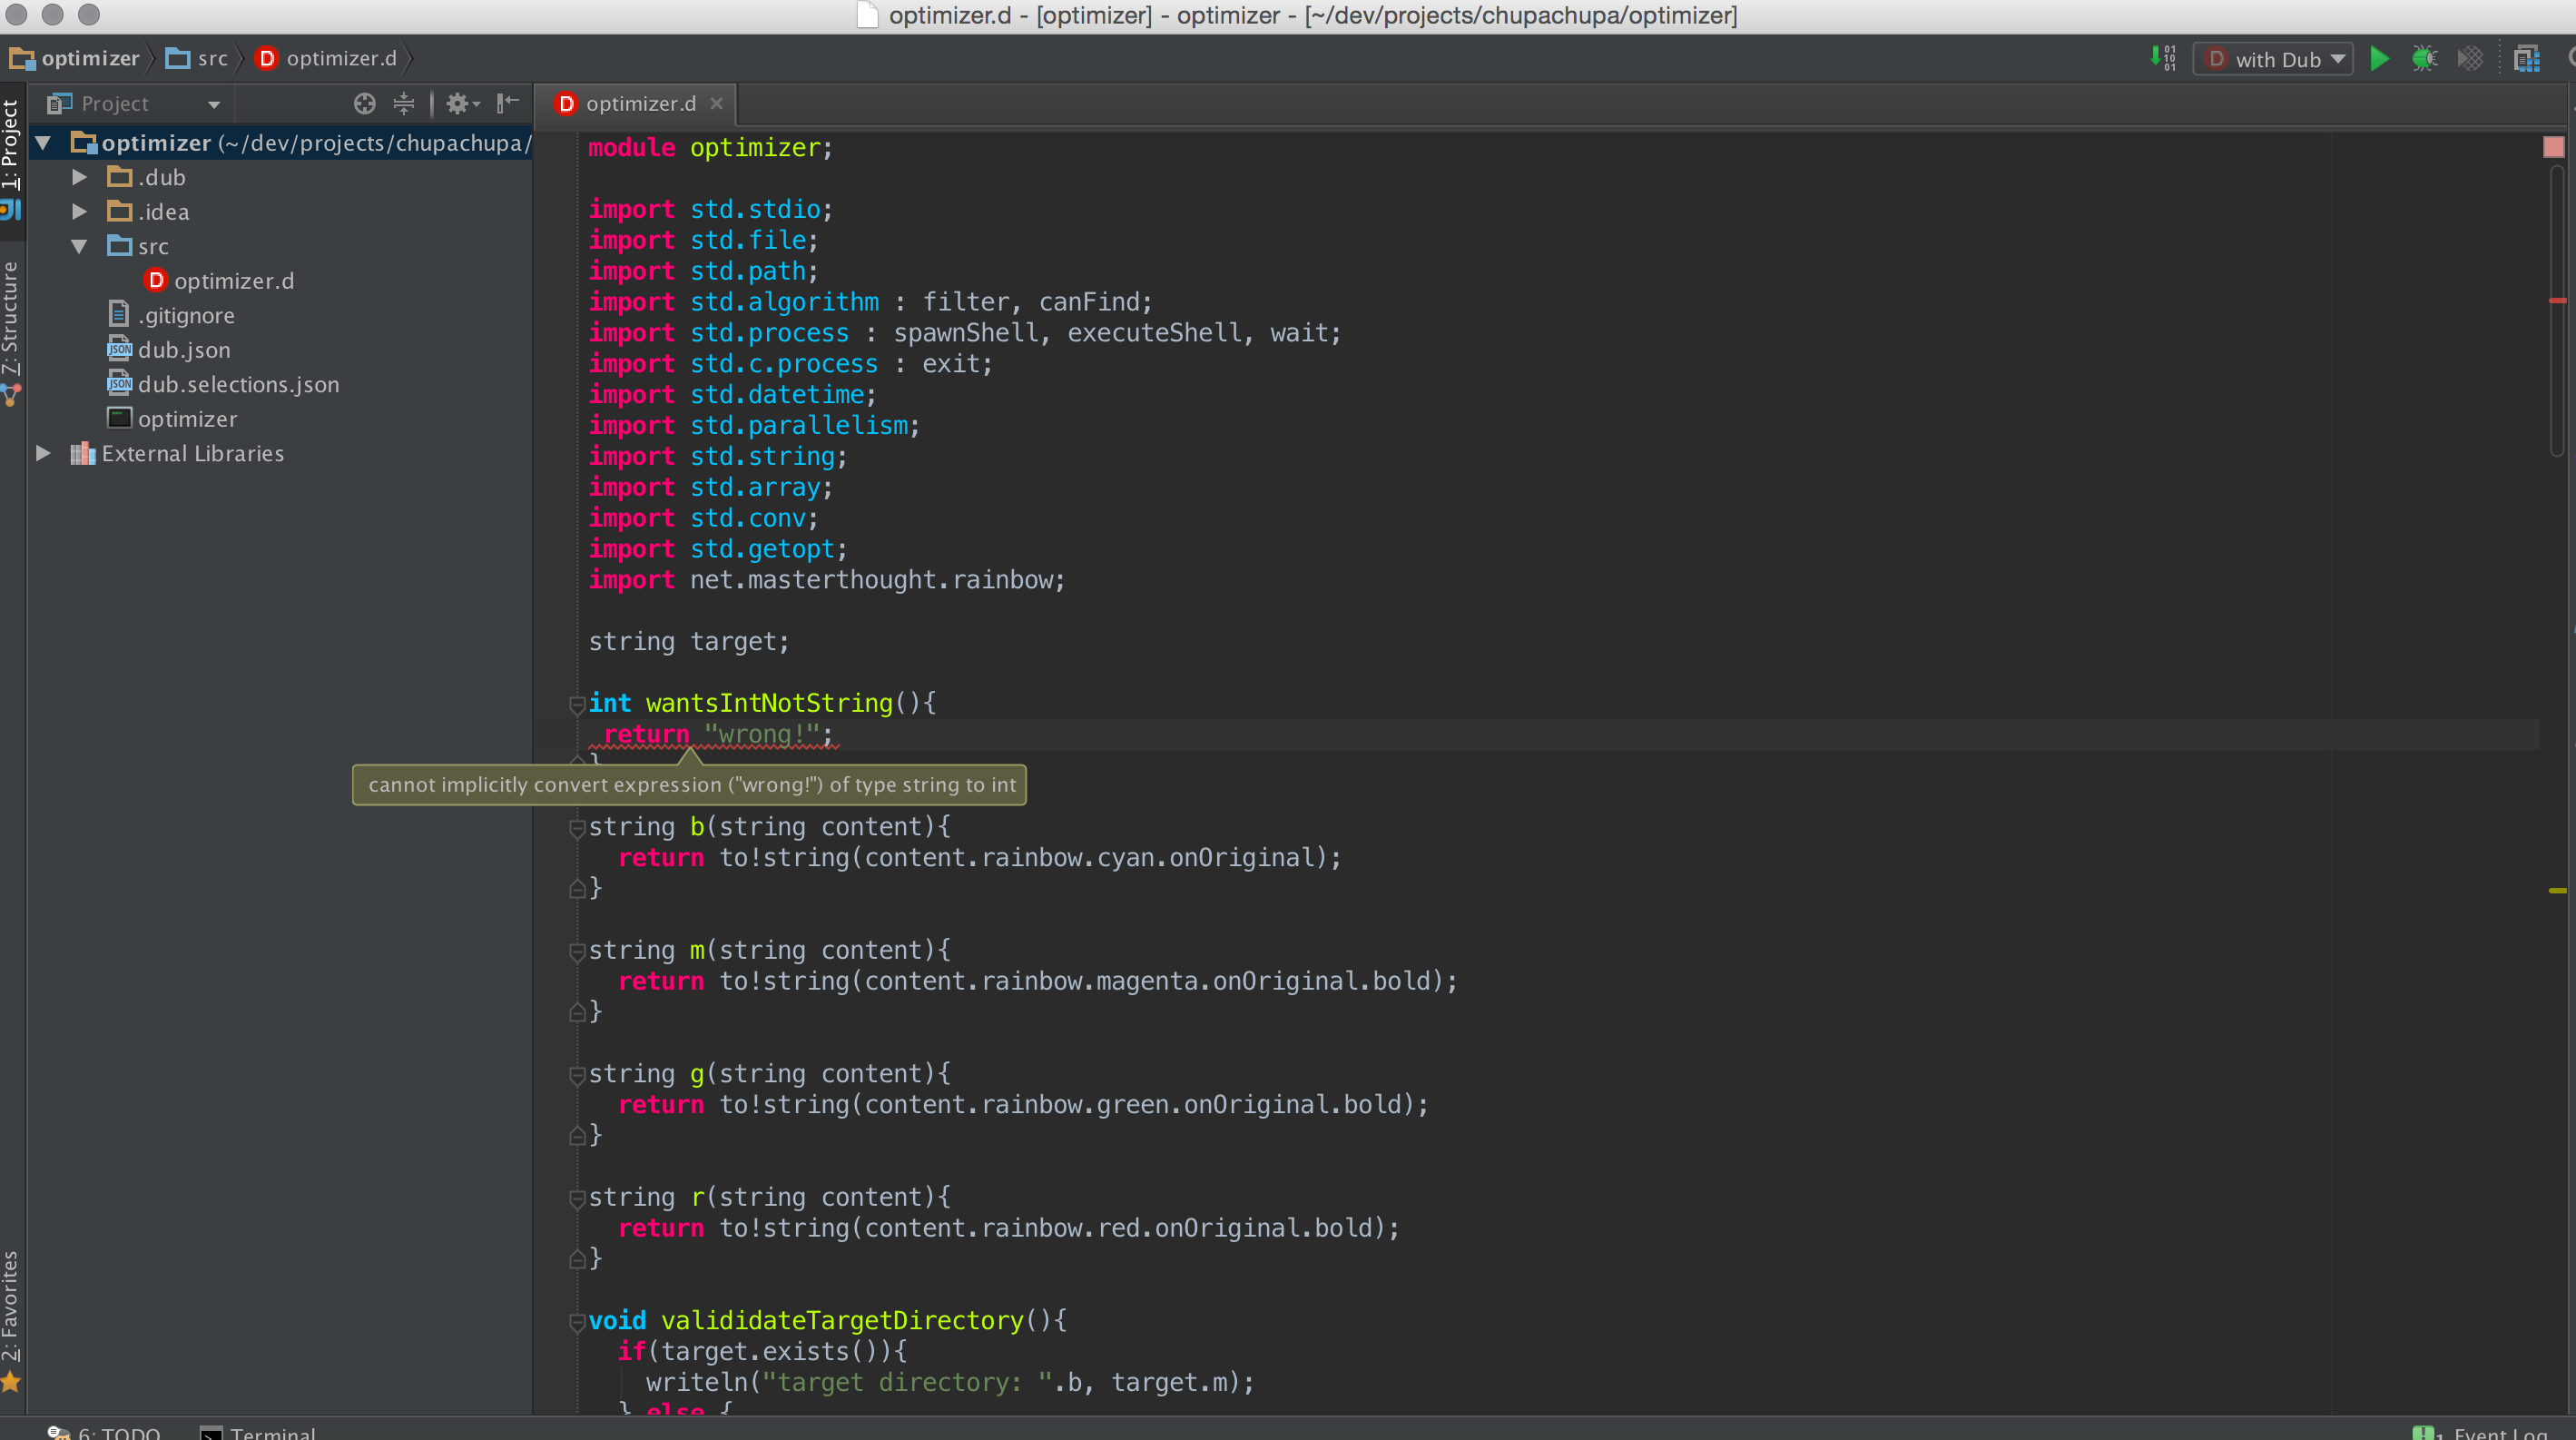 optimizer.d - [optimizer] - optimizer - [~/dev/projects/chupachupa/optimizer]
optimizer src D optimizer.d
01 10 01 D with Dub
1: Project
7: Structure
2: Favorites
Project
optimizer (~/dev/projects/chupachupa/
.dub
.idea
src
D optimizer.d
.gitignore
JSON dub.json
JSON dub.selections.json
optimizer
External Libraries
D optimizer.d
module optimizer;
import std.stdio;
import std.file;
import std.path;
import std.algorithm : filter, canFind;
import std.process : spawnShell, executeShell, wait;
import std.c.process : exit;
import std.datetime;
import std.parallelism;
import std.string;
import std.array;
import std.conv;
import std.getopt;
import net.masterthought.rainbow;
string target;
int wantsIntNotString(){
return "wrong!";
}
cannot implicitly convert expression ("wrong!") of type string to int
string b(string content){
return to!string(content.rainbow.cyan.onOriginal);
}
string m(string content){
return to!string(content.rainbow.magenta.onOriginal.bold);
}
string g(string content){
return to!string(content.rainbow.green.onOriginal.bold);
}
string r(string content){
return to!string(content.rainbow.red.onOriginal.bold);
}
void valididateTargetDirectory(){
if(target.exists()){
writeln("target directory: ".b, target.m);
} else {
6: TODO Terminal
1 Event Log